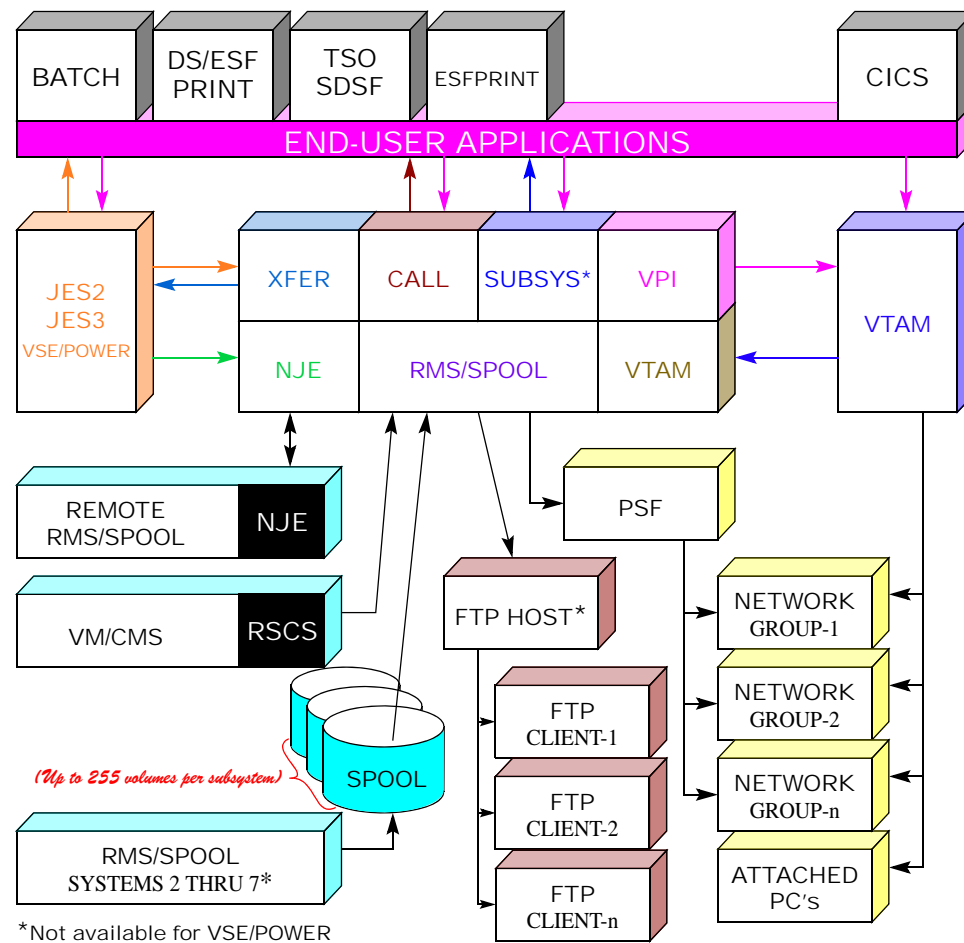 BATCH
DS/ESF
PRINT
TSO
SDSF
ESFPRINT
CICS
END-USER APPLICATIONS
JES2
JES3
VSE/POWER
XFER
CALL
SUBSYS*
VPI
VTAM
NJE
RMS/SPOOL
VTAM
REMOTE
RMS/SPOOL
NJE
PSF
VM/CMS
RSCS
FTP HOST*
NETWORK
GROUP-1
NETWORK
GROUP-2
NETWORK
GROUP-n
ATTACHED
PC's
FTP
CLIENT-1
FTP
CLIENT-2
FTP
CLIENT-n
(Up to 255 volumes per subsystem)
SPOOL
RMS/SPOOL
SYSTEMS 2 THRU 7*
*Not available for VSE/POWER